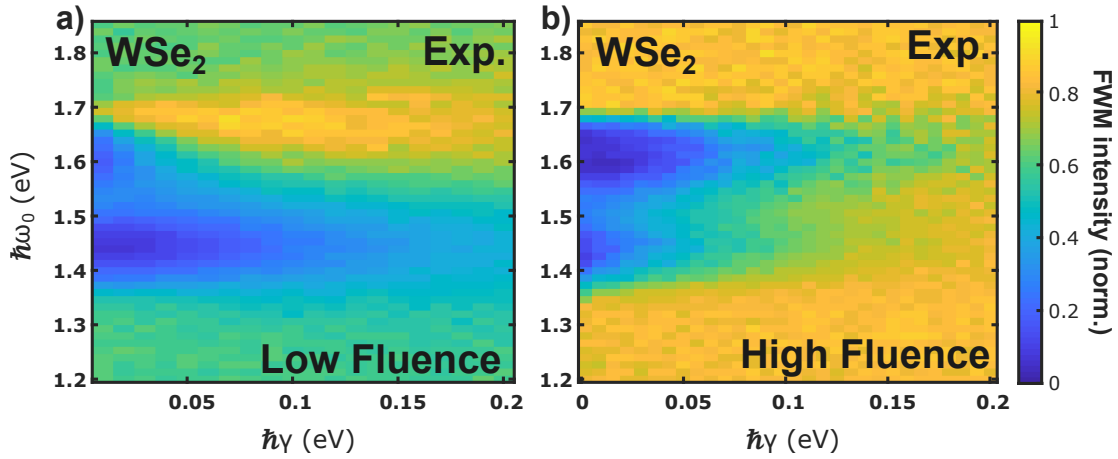 a)
WSe₂ Exp.
Low Fluence
1.8
1.7
1.6
1.5
1.4
1.3
1.2
ħω₀ (eV)
0.05 0.1 0.15 0.2
ħγ (eV)
b)
WSe₂ Exp.
High Fluence
1.8
1.7
1.6
1.5
1.4
1.3
1.2
0 0.05 0.1 0.15 0.2
ħγ (eV)
1
0.8
0.6
0.4
0.2
0
FWM intensity (norm.)